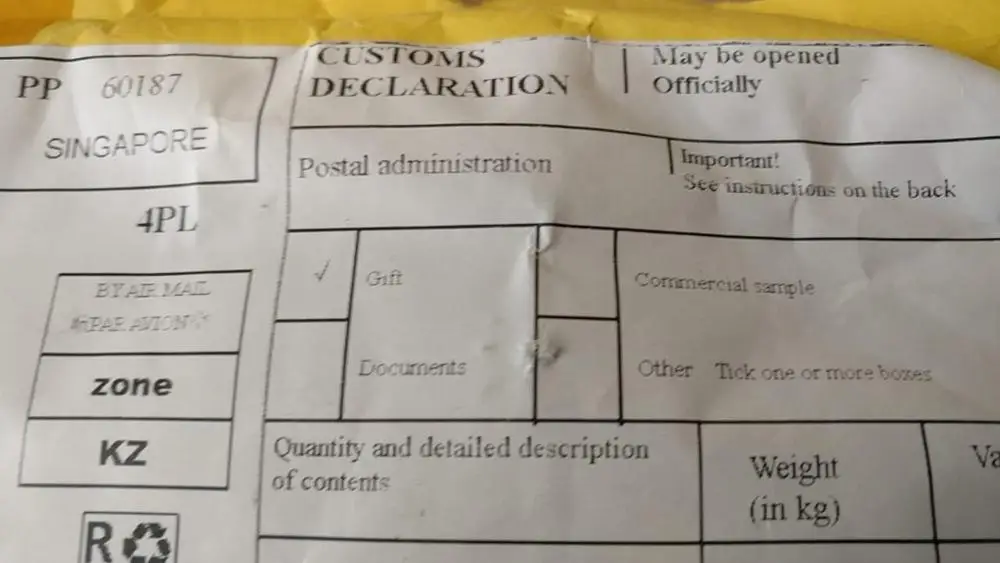 PP 60187
SINGAPORE
4PL
BY AIR MAIL
PAR AVION
zone
KZ
R
CUSTOMS
DECLARATION
May be opened
Officially
Postal administration
Important!
See instructions on the back
✓
Gift
Commercial sample
Documents
Other Tick one or more boxes
Quantity and detailed description
of contents
Weight
(in kg)
Va